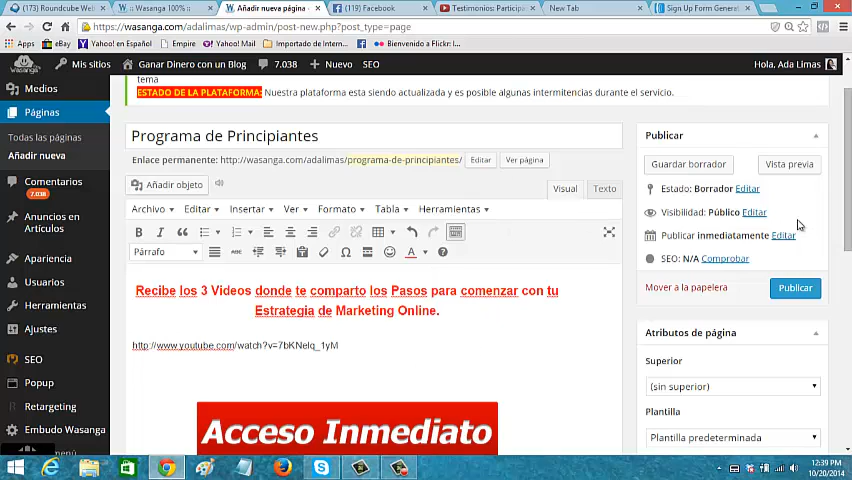 (173) Roundcube Web
:: Wasanga 100% ::
Añadir nueva página
(119) Facebook
Testimonios: Particip
New Tab
Sign Up Form Genera
https://wasanga.com/adalimas/wp-admin/post-new.php?post_type=page
Apps
eBay
Yahoo! en Español
Yahoo! en Español
Importado de Intern
Fb
Bienvenido a Flickr!
Wasanga
Mis sitios
Ganar Dinero con un Blog
7.038
Nuevo
SEO
Hola, Ada Limas
Medios
Páginas
Todas las páginas
Añadir nueva
Comentarios
7.038
Anuncios en
Artículos
Apariencia
Usuarios
Herramientas
Ajustes
SEO
Popup
Retargeting
Embudo Wasanga
tema
ESTADO DE LA PLATAFORMA: Nuestra plataforma esta siendo actualizada y es posible algunas intermitencias durante el servicio.
Programa de Principiantes
Enlace permanente: http://wasanga.com/adalimas/programa-de-principiantes/ Editar Ver página
Añadir objeto
Visual Texto
Archivo Editar Insertar Ver Formato Tabla Herramientas
B I
Párrafo
Recibe los 3 Videos donde te comparto los Pasos para comenzar con tu
Estrategia de Marketing Online.
http://www.youtube.com/watch?v=7bKNelq_1yM
Acceso Inmediato
Publicar
Guardar borrador Vista previa
Estado: Borrador Editar
Visibilidad: Público Editar
Publicar inmediatamente Editar
SEO: N/A Comprobar
Mover a la papelera Publicar
Atributos de página
Superior
(sin superior)
Plantilla
Plantilla predeterminada
12:39 PM
10/20/2014